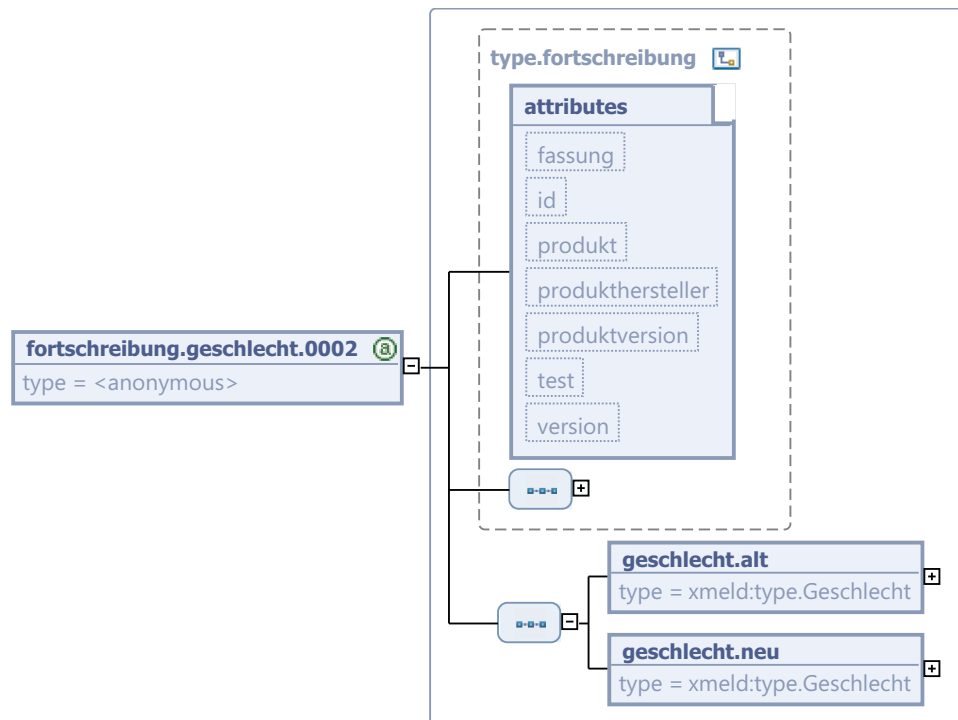 type.fortschreibung
attributes
fassung
id
produkt
produkthersteller
produktversion
test
version
fortschreibung.geschlecht.0002 @
type = <anonymous>
geschlecht.alt
type = xmeld:type.Geschlecht
geschlecht.neu
type = xmeld:type.Geschlecht